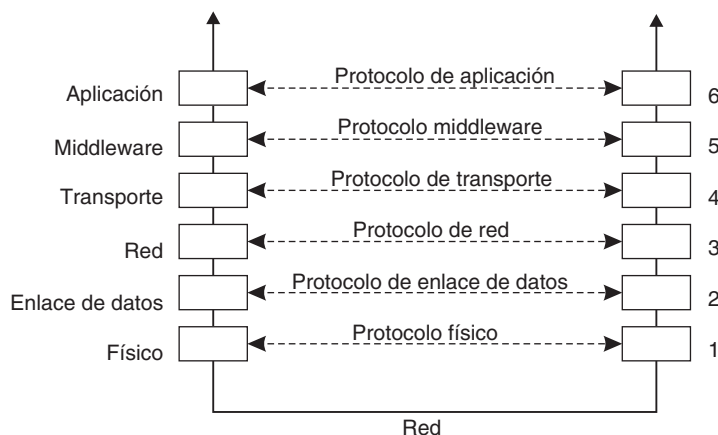 Protocolo de aplicación
Aplicación
6
Protocolo middleware
Middleware
5
Protocolo de transporte
Transporte
4
Protocolo de red
Red
3
Protocolo de enlace de datos
Enlace de datos
2
Protocolo físico
Físico
1
Red